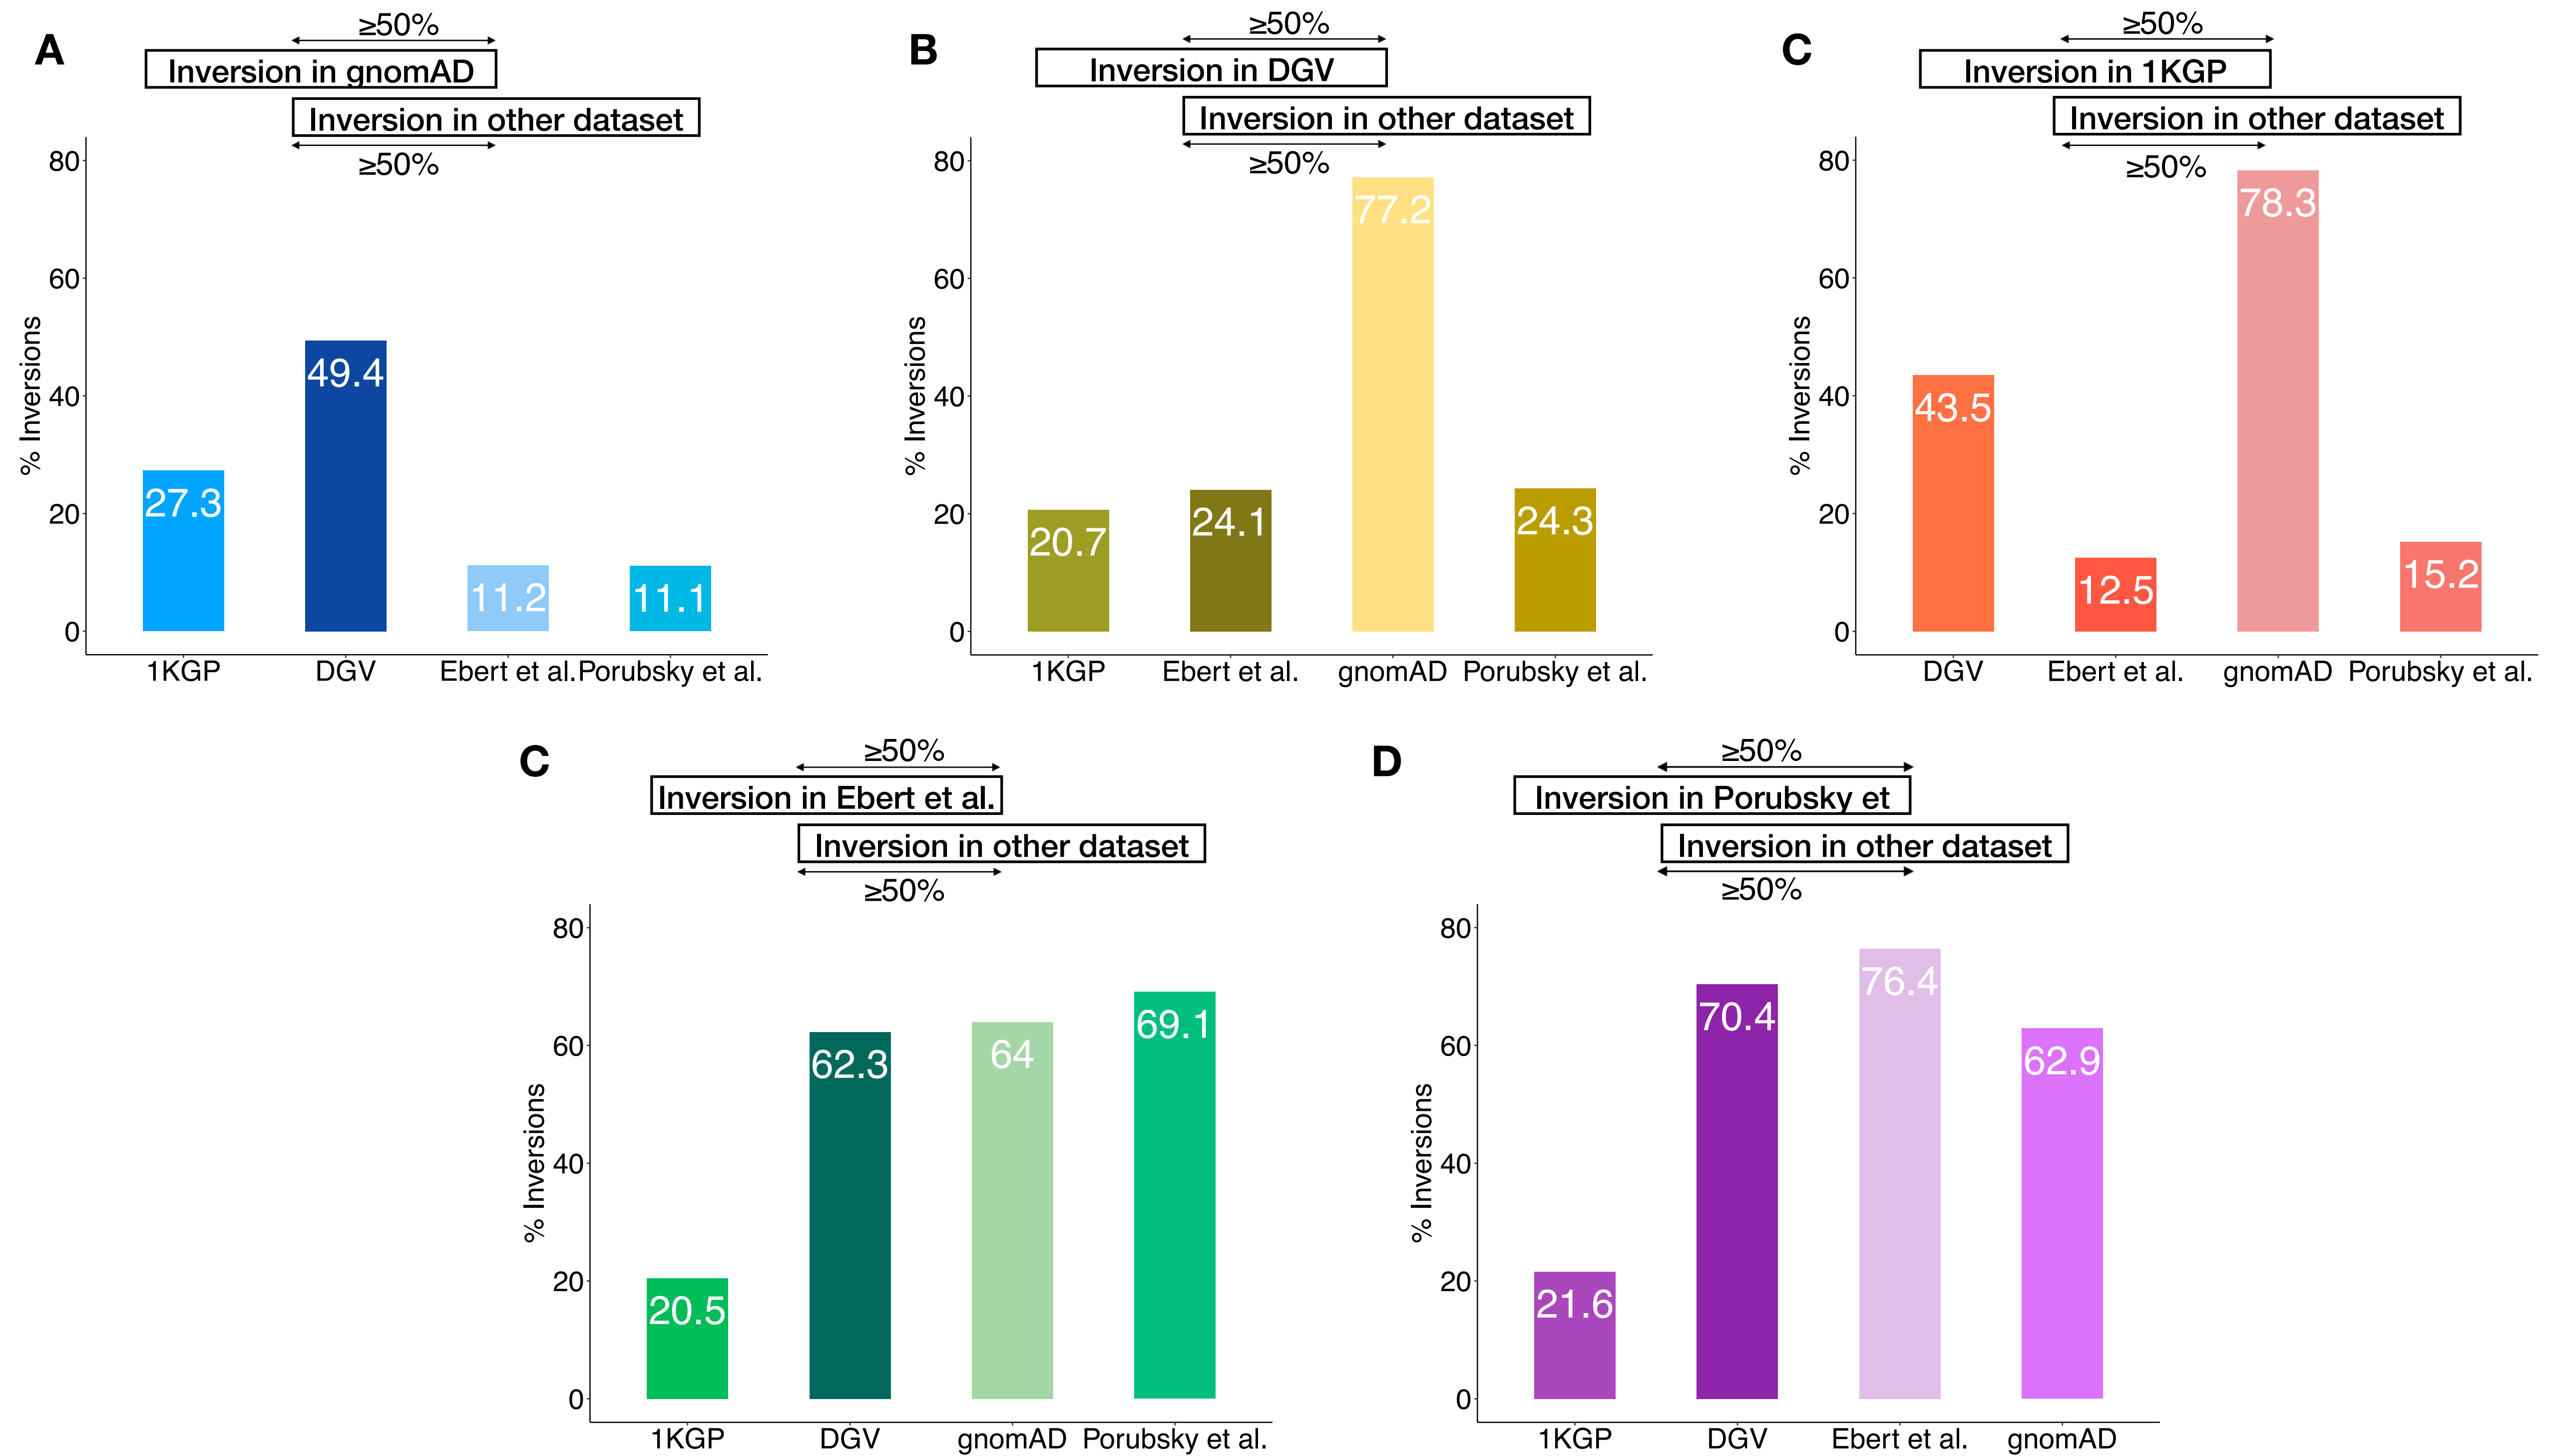 A
≥50%
Inversion in gnomAD
Inversion in other dataset
≥50%
% Inversions
80
60
40
20
0
27.3
49.4
11.2
11.1
1KGP
DGV
Ebert et al.
Porubsky et al.
B
≥50%
Inversion in DGV
Inversion in other dataset
≥50%
% Inversions
80
60
40
20
0
20.7
24.1
77.2
24.3
1KGP
Ebert et al.
gnomAD
Porubsky et al.
C
≥50%
Inversion in 1KGP
Inversion in other dataset
≥50%
% Inversions
80
60
40
20
0
43.5
12.5
78.3
15.2
DGV
Ebert et al.
gnomAD
Porubsky et al.
C
≥50%
Inversion in Ebert et al.
Inversion in other dataset
≥50%
% Inversions
80
60
40
20
0
20.5
62.3
64
69.1
1KGP
DGV
gnomAD
Porubsky et al.
D
≥50%
Inversion in Porubsky et
Inversion in other dataset
≥50%
% Inversions
80
60
40
20
0
21.6
70.4
76.4
62.9
1KGP
DGV
Ebert et al.
gnomAD